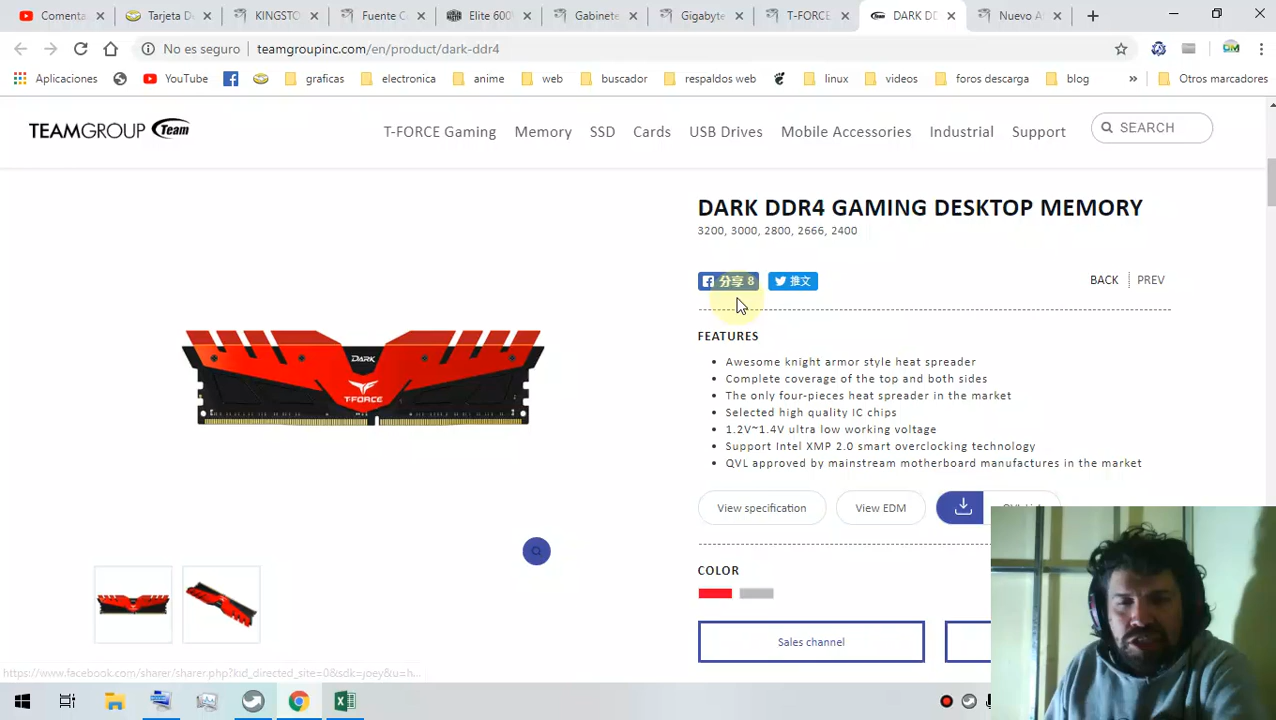 Comenta
Tarjeta D
KINGSTO
Fuente C
Elite 600
Gabinete
Gigabyte
T-FORCE
DARK DD
Nuevo A
No es seguro
teamgroupinc.com/en/product/dark-ddr4
Aplicaciones
YouTube
graficas
electronica
anime
web
buscador
respaldos web
linux
videos
foros descarga
blog
Otros marcadores
TEAMGROUP Team
T-FORCE Gaming
Memory
SSD
Cards
USB Drives
Mobile Accessories
Industrial
Support
SEARCH
DARK DDR4 GAMING DESKTOP MEMORY
3200, 3000, 2800, 2666, 2400
分享 8
推文
BACK
PREV
FEATURES
Awesome knight armor style heat spreader
Complete coverage of the top and both sides
The only four-pieces heat spreader in the market
Selected high quality IC chips
1.2V~1.4V ultra low working voltage
Support Intel XMP 2.0 smart overclocking technology
QVL approved by mainstream motherboard manufactures in the market
DARK
T-FORCE
View specification
View EDM
COLOR
Sales channel